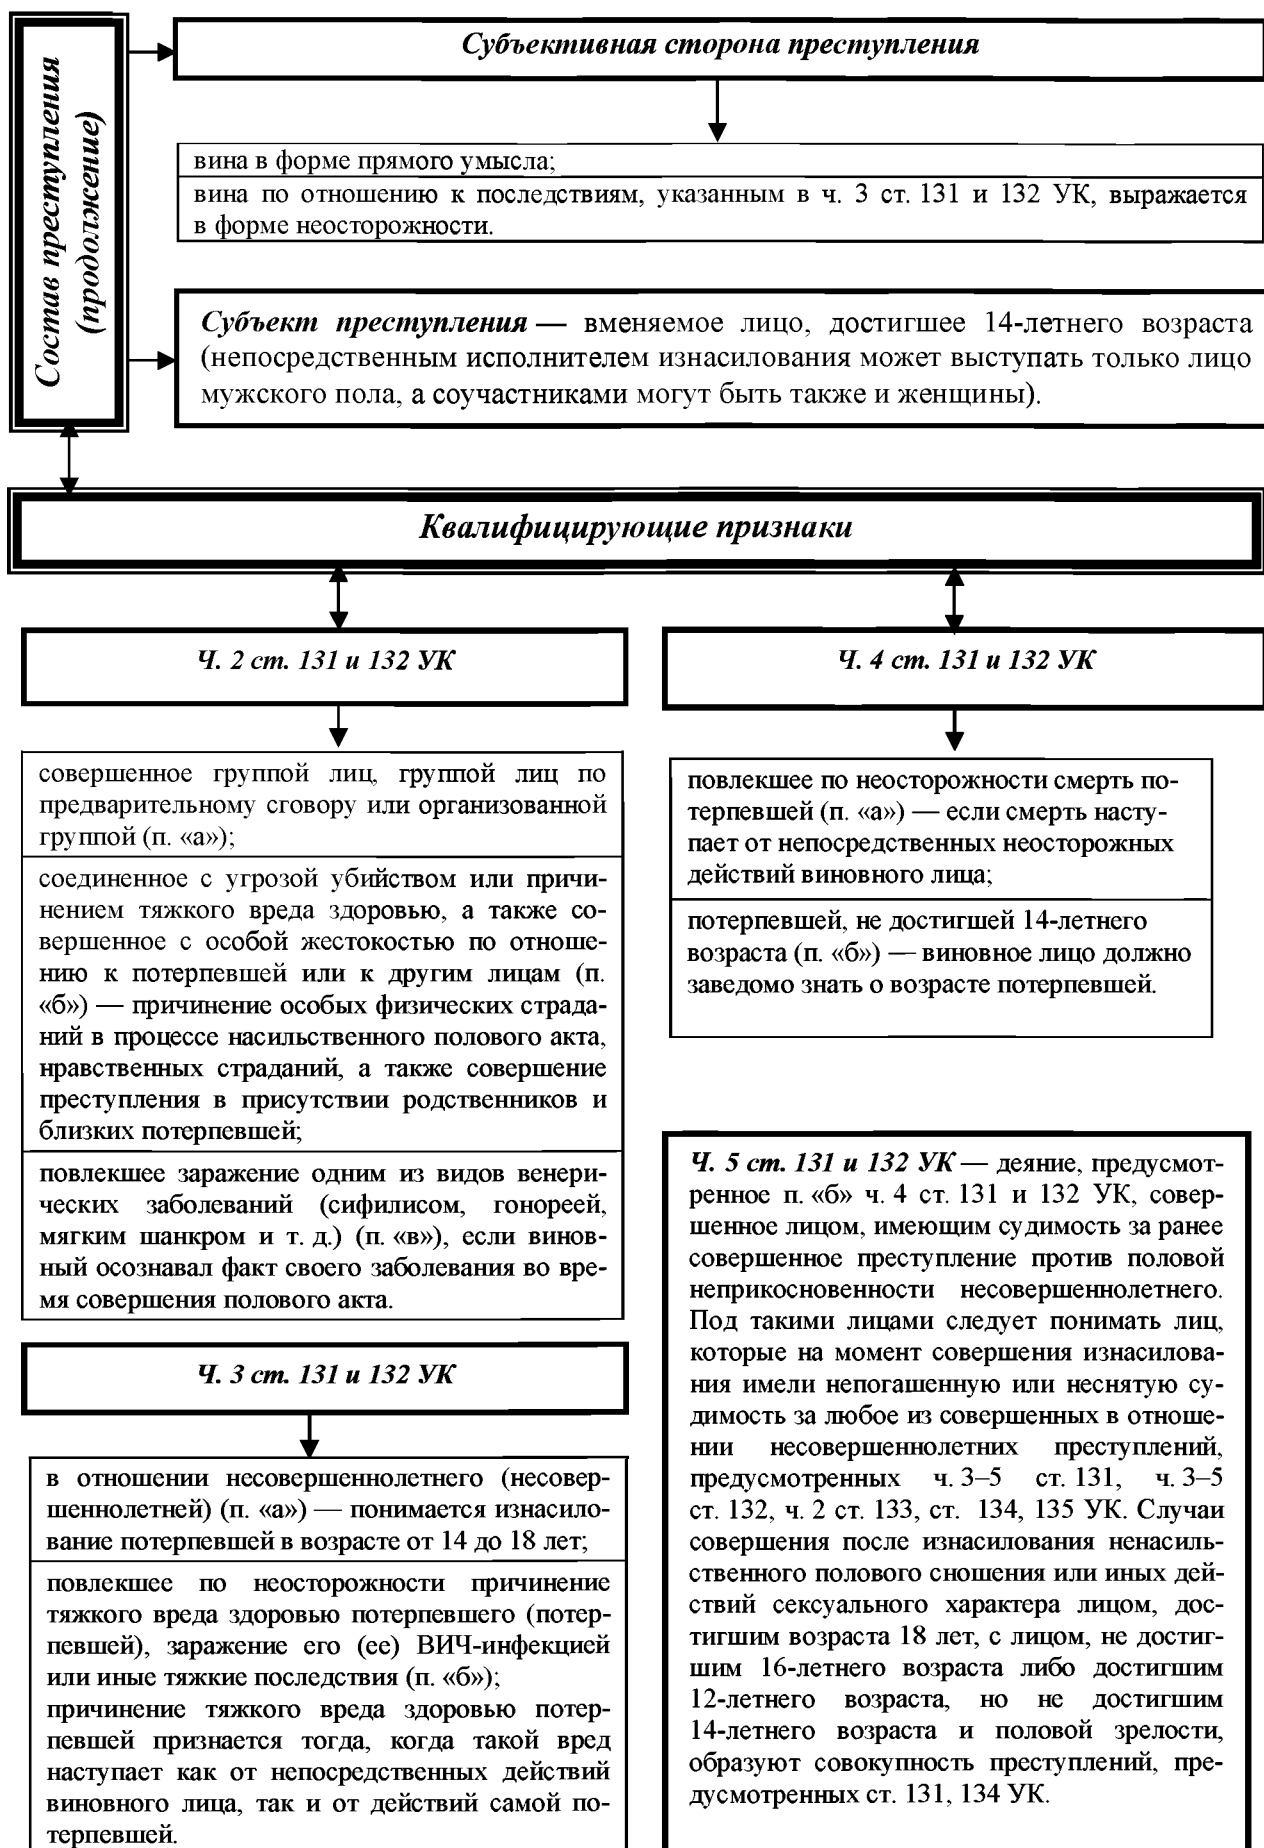 Состав преступления
(продолжение)
Субъективная сторона преступления
вина в форме прямого умысла;
вина по отношению к последствиям, указанным в ч. 3 ст. 131 и 132 УК, выражается
в форме неосторожности.
Субъект преступления — вменяемое лицо, достигшее 14-летнего возраста
(непосредственным исполнителем изнасилования может выступать только лицо
мужского пола, а соучастниками могут быть также и женщины).
Квалифицирующие признаки
Ч. 2 ст. 131 и 132 УК
совершенное группой лиц, группой лиц по
предварительному сговору или организованной
группой (п. «а»);
соединенное с угрозой убийством или причи-
нением тяжкого вреда здоровью, а также со-
вершенное с особой жестокостью по отноше-
нию к потерпевшей или к другим лицам (п.
«б») — причинение особых физических страда-
ний в процессе насильственного полового акта,
нравственных страданий, а также совершение
преступления в присутствии родственников и
близких потерпевшей;
повлекшее заражение одним из видов венери-
ческих заболеваний (сифилисом, гонореей,
мягким шанкром и т. д.) (п. «в»), если винов-
ный осознавал факт своего заболевания во вре-
мя совершения полового акта.
Ч. 3 ст. 131 и 132 УК
в отношении несовершеннолетнего (несовер-
шеннолетней) (п. «а») — понимается изнасило-
вание потерпевшей в возрасте от 14 до 18 лет;
повлекшее по неосторожности причинение
тяжкого вреда здоровью потерпевшего (потер-
певшей), заражение его (ее) ВИЧ-инфекцией
или иные тяжкие последствия (п. «б»);
причинение тяжкого вреда здоровью потер-
певшей признается тогда, когда такой вред
наступает как от непосредственных действий
виновного лица, так и от действий самой по-
терпевшей.
Ч. 4 ст. 131 и 132 УК
повлекшее по неосторожности смерть по-
терпевшей (п. «а») — если смерть насту-
пает от непосредственных неосторожных
действий виновного лица;
потерпевшей, не достигшей 14-летнего
возраста (п. «б») — виновное лицо должно
заведомо знать о возрасте потерпевшей.
Ч. 5 ст. 131 и 132 УК — деяние, предусмот-
ренное п. «б» ч. 4 ст. 131 и 132 УК, совер-
шенное лицом, имеющим судимость за ранее
совершенное преступление против половой
неприкосновенности несовершеннолетнего.
Под такими лицами следует понимать лиц,
которые на момент совершения изнасилова-
ния имели непогашенную или неснятую су-
димость за любое из совершенных в отноше-
нии несовершеннолетних преступлений,
предусмотренных ч. 3–5 ст. 131, ч. 3–5
ст. 132, ч. 2 ст. 133, ст. 134, 135 УК. Случаи
совершения после изнасилования ненасиль-
ственного полового сношения или иных дей-
ствий сексуального характера лицом, дос-
тигшим возраста 18 лет, с лицом, не достиг-
шим 16-летнего возраста либо достигшим
12-летнего возраста, но не достигшим
14-летнего возраста и половой зрелости,
образуют совокупность преступлений, пре-
дусмотренных ст. 131, 134 УК.